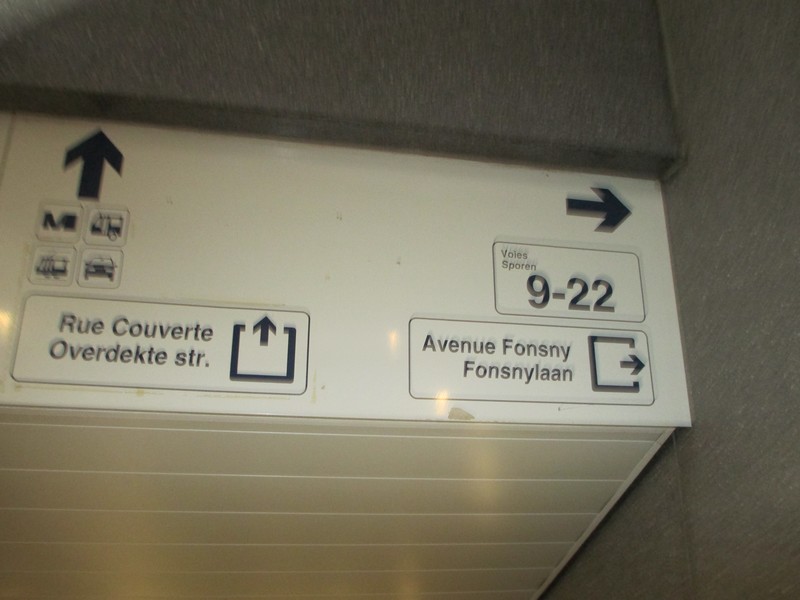 M
Rue Couverte
Overdekte str.
Voies
Sporen
9-22
Avenue Fonsny
Fonsnylaan